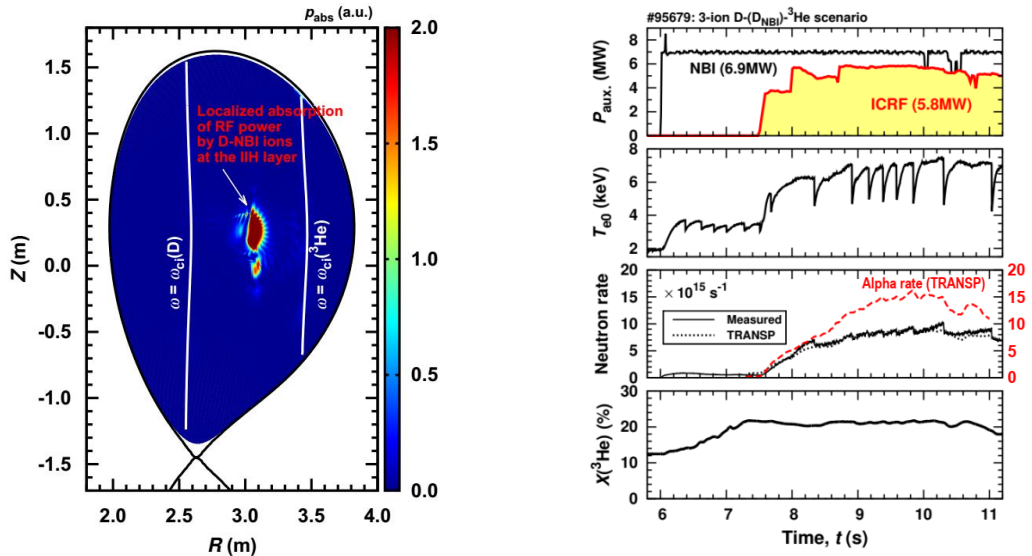 p_abs (a.u.)
2.0
1.5
1.0
0.5
0.0
1.5
1.0
0.5
0.0
-0.5
-1.0
-1.5
Z (m)
2.0
2.5
3.0
3.5
4.0
R (m)
Localized absorption
of RF power
by D-NBI ions
at the IIH layer
ω = ω_ci(D)
ω = ω_ci(³He)
#95679: 3-ion D-(D_NBI)-³He scenario
P_aux. (MW)
8
6
4
2
0
NBI (6.9MW)
ICRF (5.8MW)
T_e0 (keV)
8
6
4
2
Neutron rate
20
15
10
5
0
× 10¹⁵ s⁻¹
Measured
TRANSP
Alpha rate (TRANSP)
20
15
10
5
0
X(³He) (%)
30
20
10
0
6
7
8
9
10
11
Time, t (s)